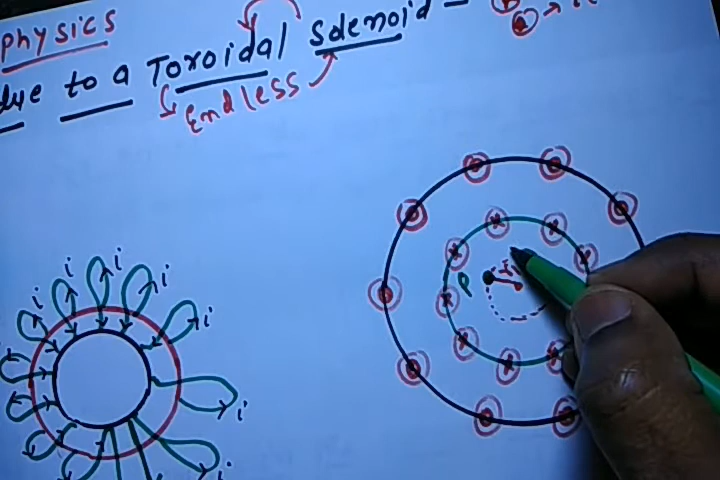 physics
due to a Toroidal Solenoid -
Endless
i
i
i
i
i
i
i
P
r